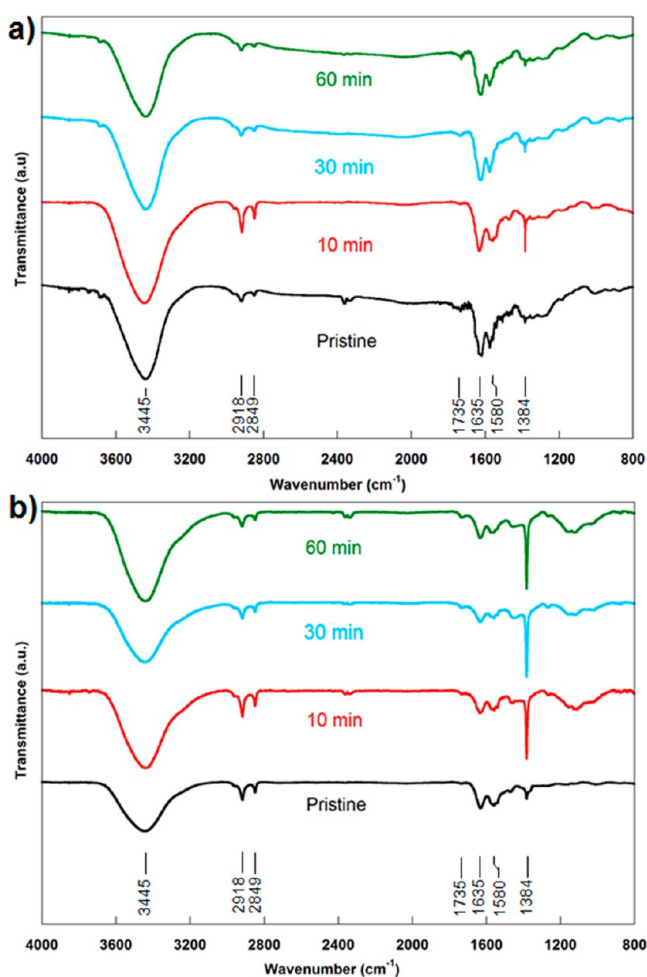 a)
60 min
30 min
10 min
Pristine
Transmittance (a.u)
3445
2918
2849
1735
1635
1580
1384
4000 3600 3200 2800 2400 2000 1600 1200 800
Wavenumber (cm⁻¹)
b)
60 min
30 min
10 min
Pristine
Transmittance (a.u.)
3445
2918
2849
1735
1635
1580
1384
4000 3600 3200 2800 2400 2000 1600 1200 800
Wavenumber (cm⁻¹)